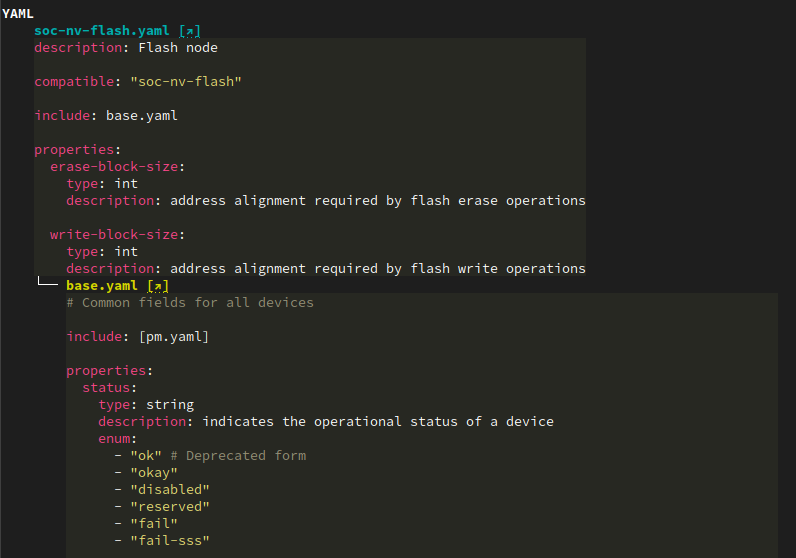 YAML
soc-nv-flash.yaml [↗]
description: Flash node
compatible: "soc-nv-flash"
include: base.yaml
properties:
erase-block-size:
type: int
description: address alignment required by flash erase operations
write-block-size:
type: int
description: address alignment required by flash write operations
base.yaml [↗]
# Common fields for all devices
include: [pm.yaml]
properties:
status:
type: string
description: indicates the operational status of a device
enum:
- "ok" # Deprecated form
- "okay"
- "disabled"
- "reserved"
- "fail"
- "fail-sss"